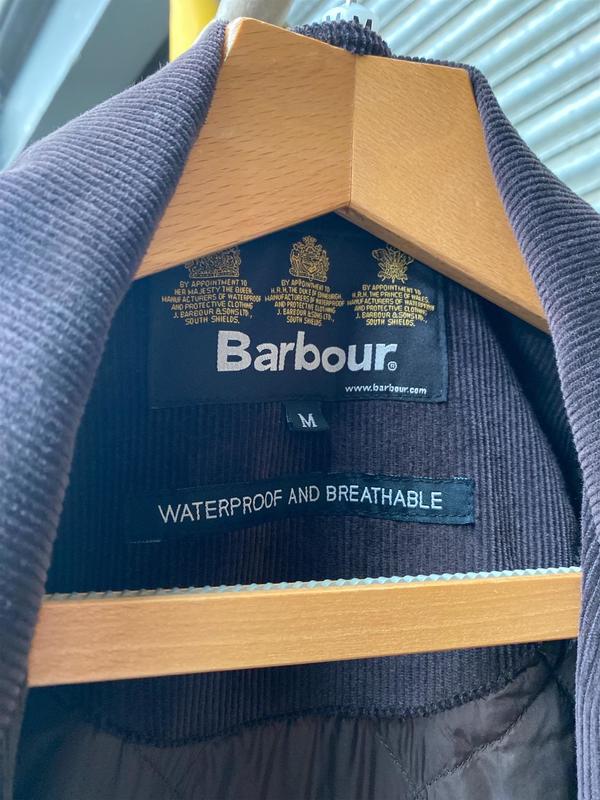 BY APPOINTMENT TO
HER MAJESTY THE QUEEN
MANUFACTURERS OF WATERPROOF
AND PROTECTIVE CLOTHING
J. BARBOUR & SONS LTD.,
SOUTH SHIELDS.
BY APPOINTMENT TO
H.R.H. THE DUKE OF EDINBURGH
MANUFACTURERS OF WATERPROOF
AND PROTECTIVE CLOTHING
J. BARBOUR & SONS LTD.,
SOUTH SHIELDS.
BY APPOINTMENT TO
H.R.H. THE PRINCE OF WALES
MANUFACTURERS OF WATERPROOF
AND PROTECTIVE CLOTHING
J. BARBOUR & SONS LTD.,
SOUTH SHIELDS.
Barbour®
www.barbour.com
M
WATERPROOF AND BREATHABLE